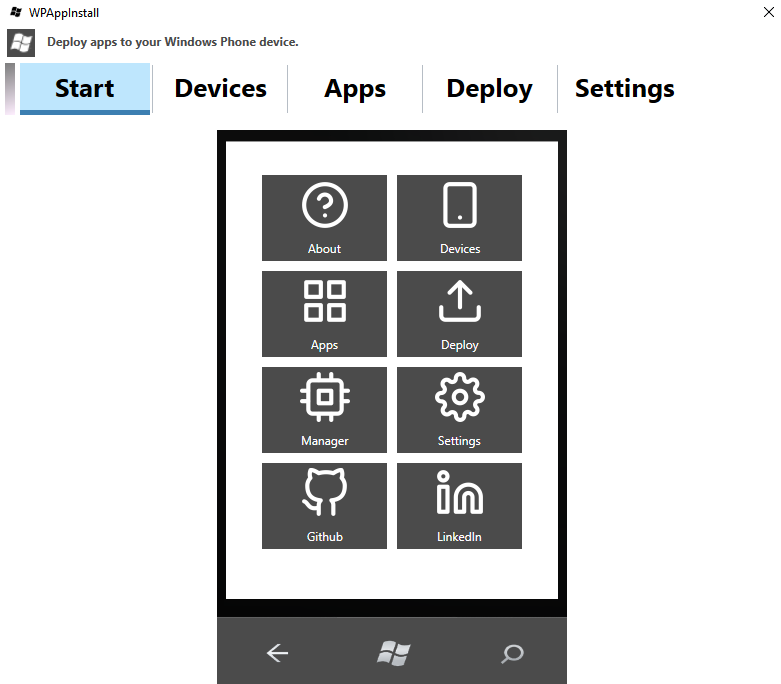 WPAppInstall
Deploy apps to your Windows Phone device.
Start Devices Apps Deploy Settings
About Devices
Apps Deploy
Manager Settings
Github LinkedIn